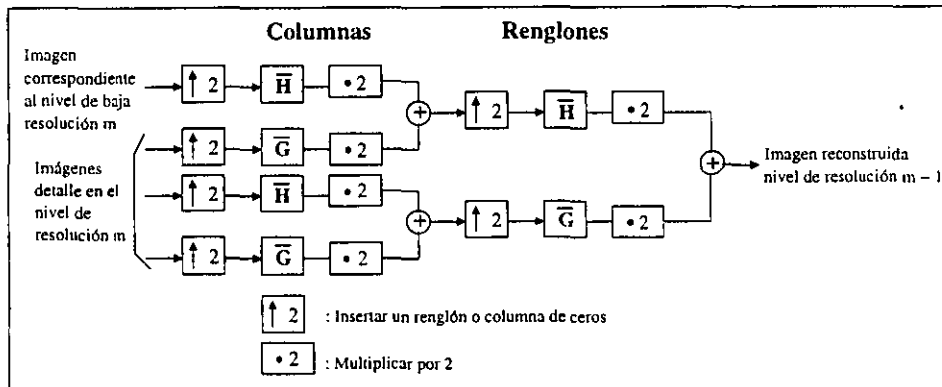 Columnas
Renglones
Imagen
correspondiente
al nivel de baja
resolución m
↑ 2
H̅
• 2
↑ 2
G̅
• 2
Imágenes
detalle en el
nivel de
resolución m
↑ 2
H̅
• 2
↑ 2
G̅
• 2
+
+
↑ 2
H̅
• 2
↑ 2
G̅
• 2
+
Imagen reconstruida
nivel de resolución m – 1
↑ 2 : Insertar un renglón o columna de ceros
• 2 : Multiplicar por 2